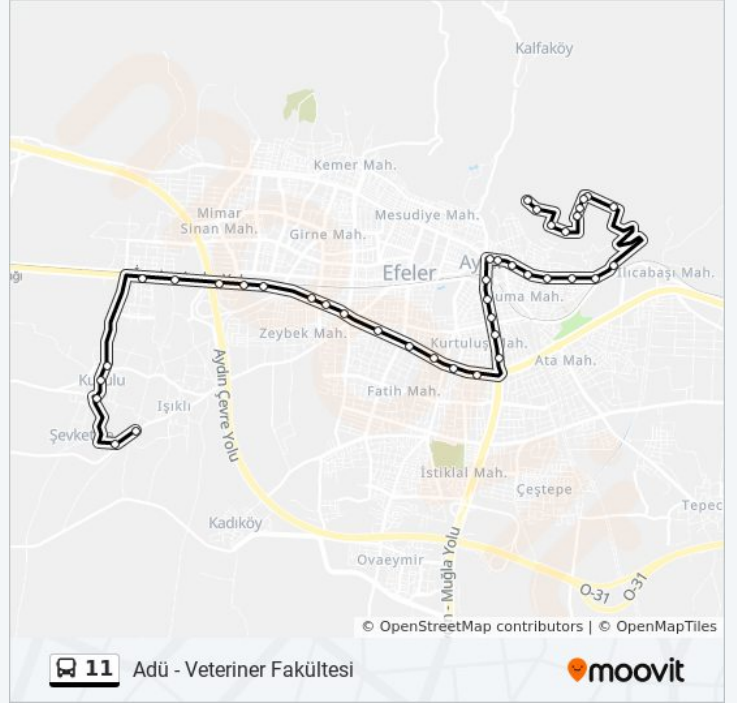 Kalfaköy
Kemer Mah.
Mimar
Sinan Mah.
Mesudiye Mah.
Girne Mah.
Efeler
Ilıcabaşı Mah.
Zeybek Mah.
Ata Mah.
Fatih Mah.
Işıklı
Aydın Çevre Yolu
İstiklal Mah.
Çeştepe
Tepec
Kadıköy
Ovaeymir
- Muğla Yolu
O-31
O-31
© OpenStreetMap contributors | © OpenMapTiles
11 Adü - Veteriner Fakültesi
moovit